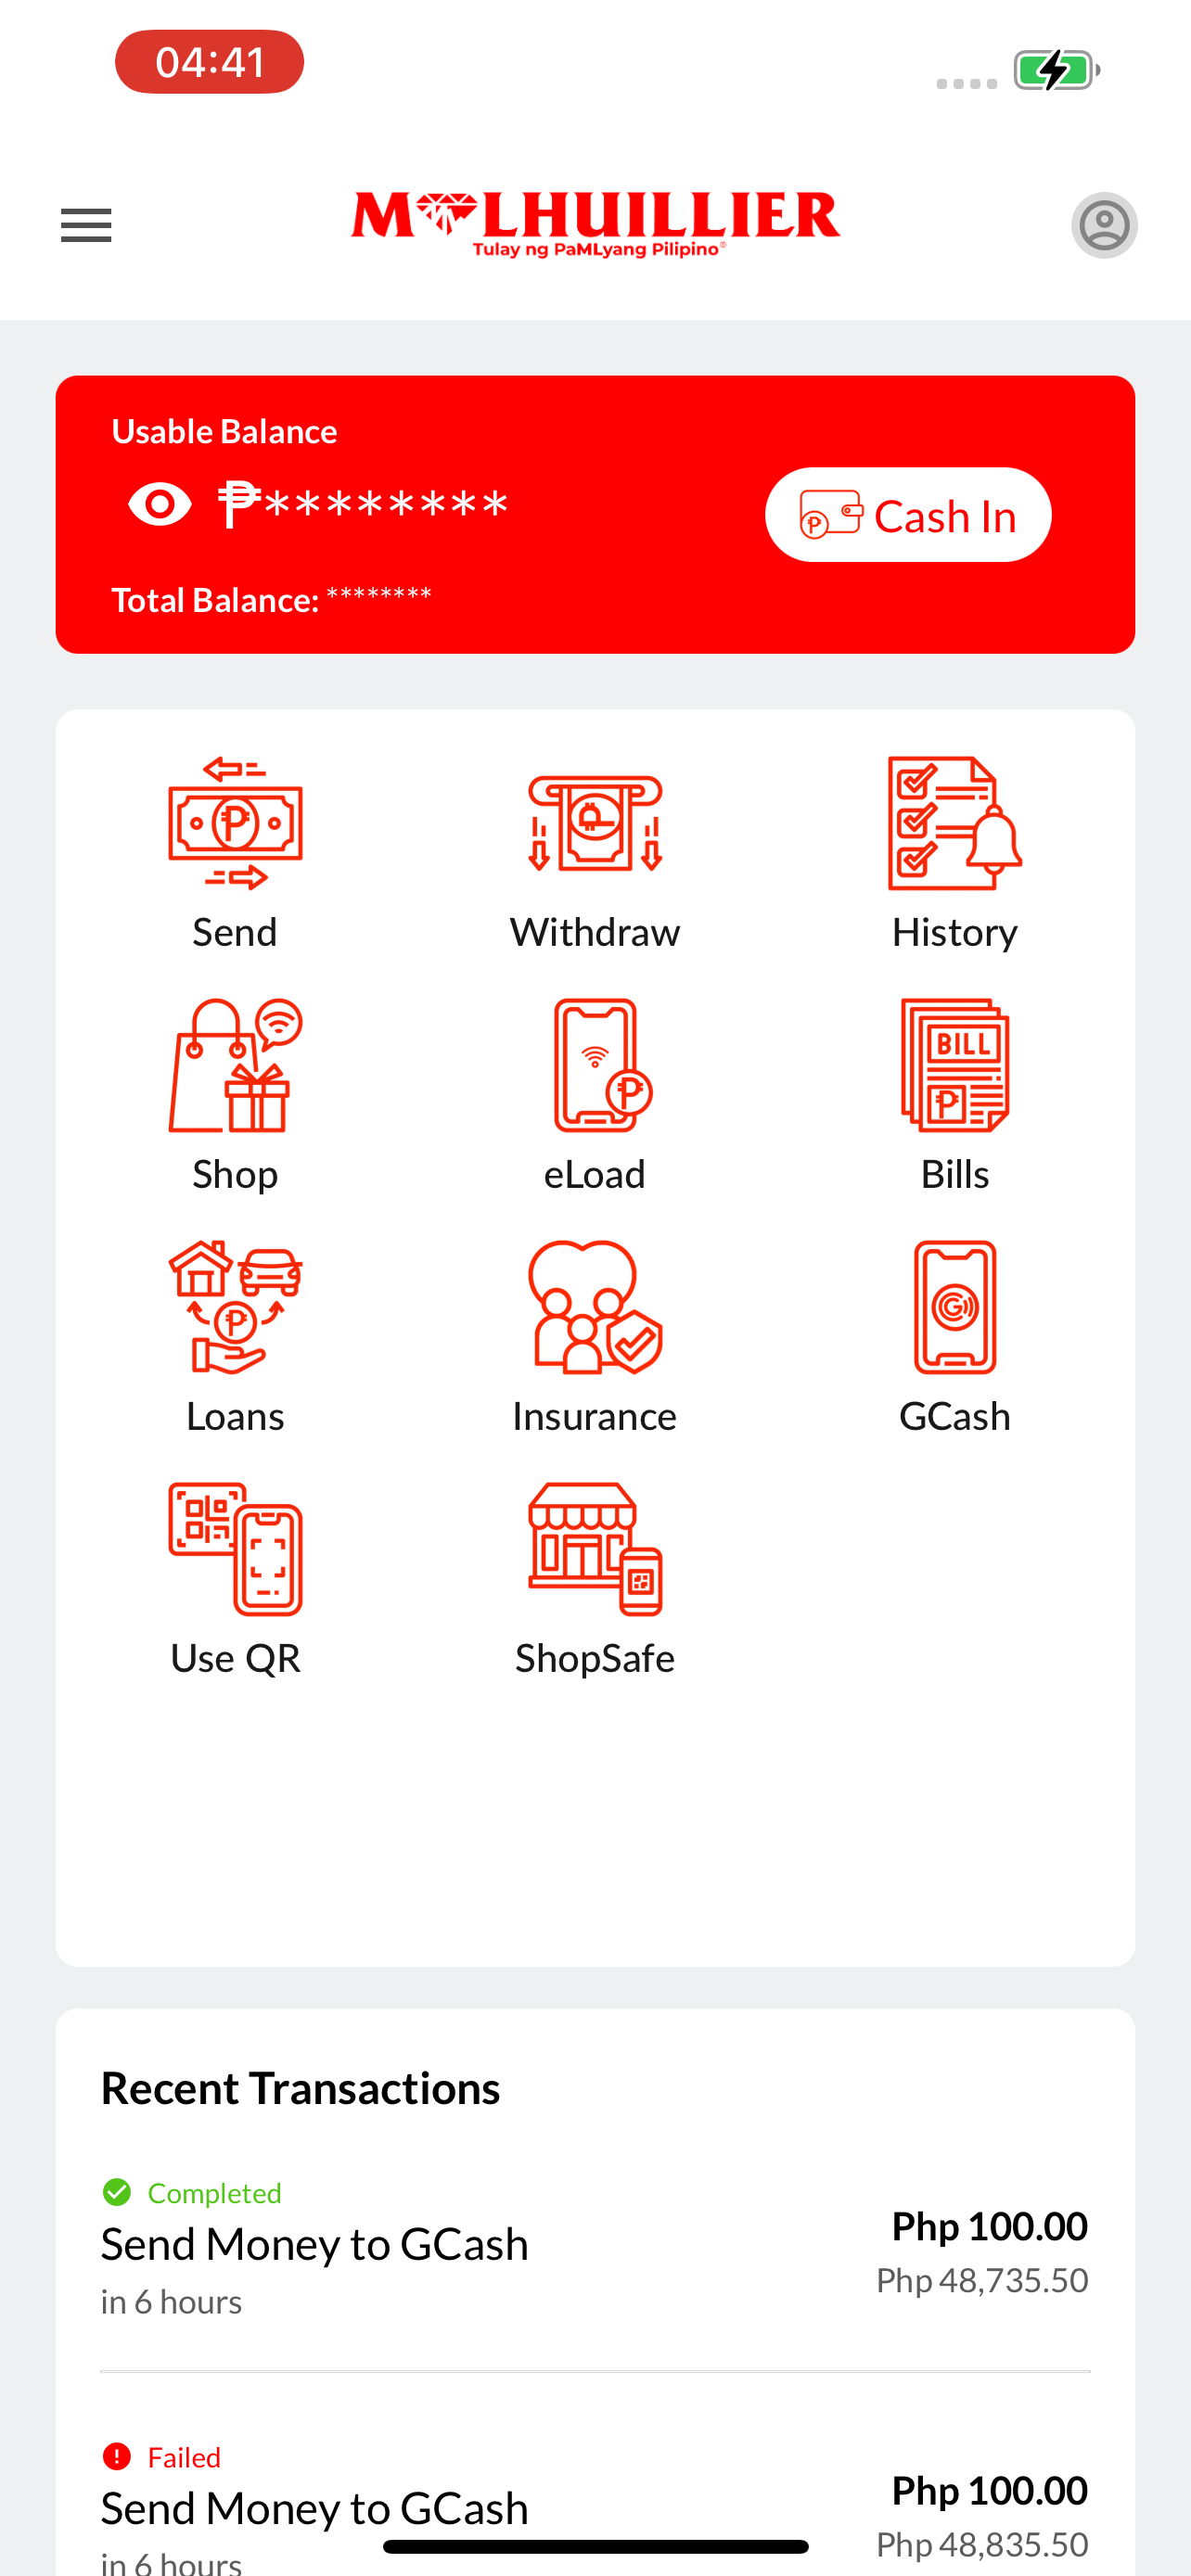 04:41
M LHUILLIER
Tulay ng PaMLyang Pilipino®
Usable Balance
₱********
Cash In
Total Balance: ********
Send
Withdraw
History
Shop
eLoad
BILL
Bills
Loans
Insurance
GCash
Use QR
ShopSafe
Recent Transactions
Completed
Send Money to GCash
Php 100.00
in 6 hours
Php 48,735.50
Failed
Send Money to GCash
Php 100.00
in 6 hours
Php 48,835.50